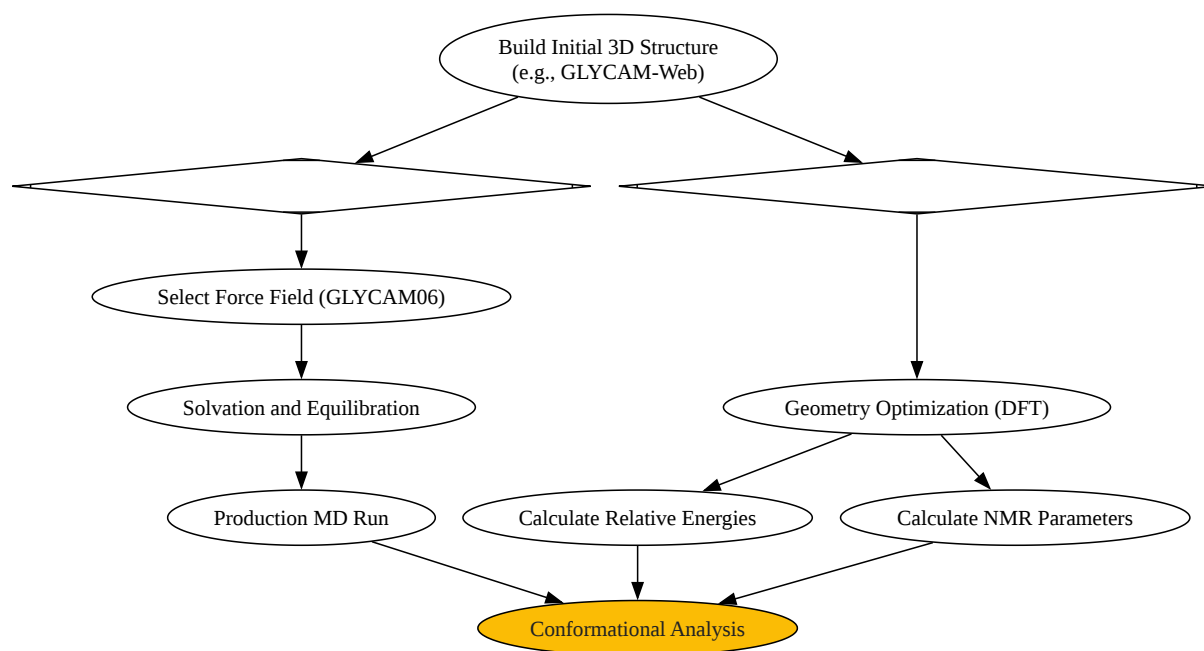 Build Initial 3D Structure
(e.g., GLYCAM-Web)
Select Force Field (GLYCAM06)
Solvation and Equilibration
Geometry Optimization (DFT)
Production MD Run
Calculate Relative Energies
Calculate NMR Parameters
Conformational Analysis